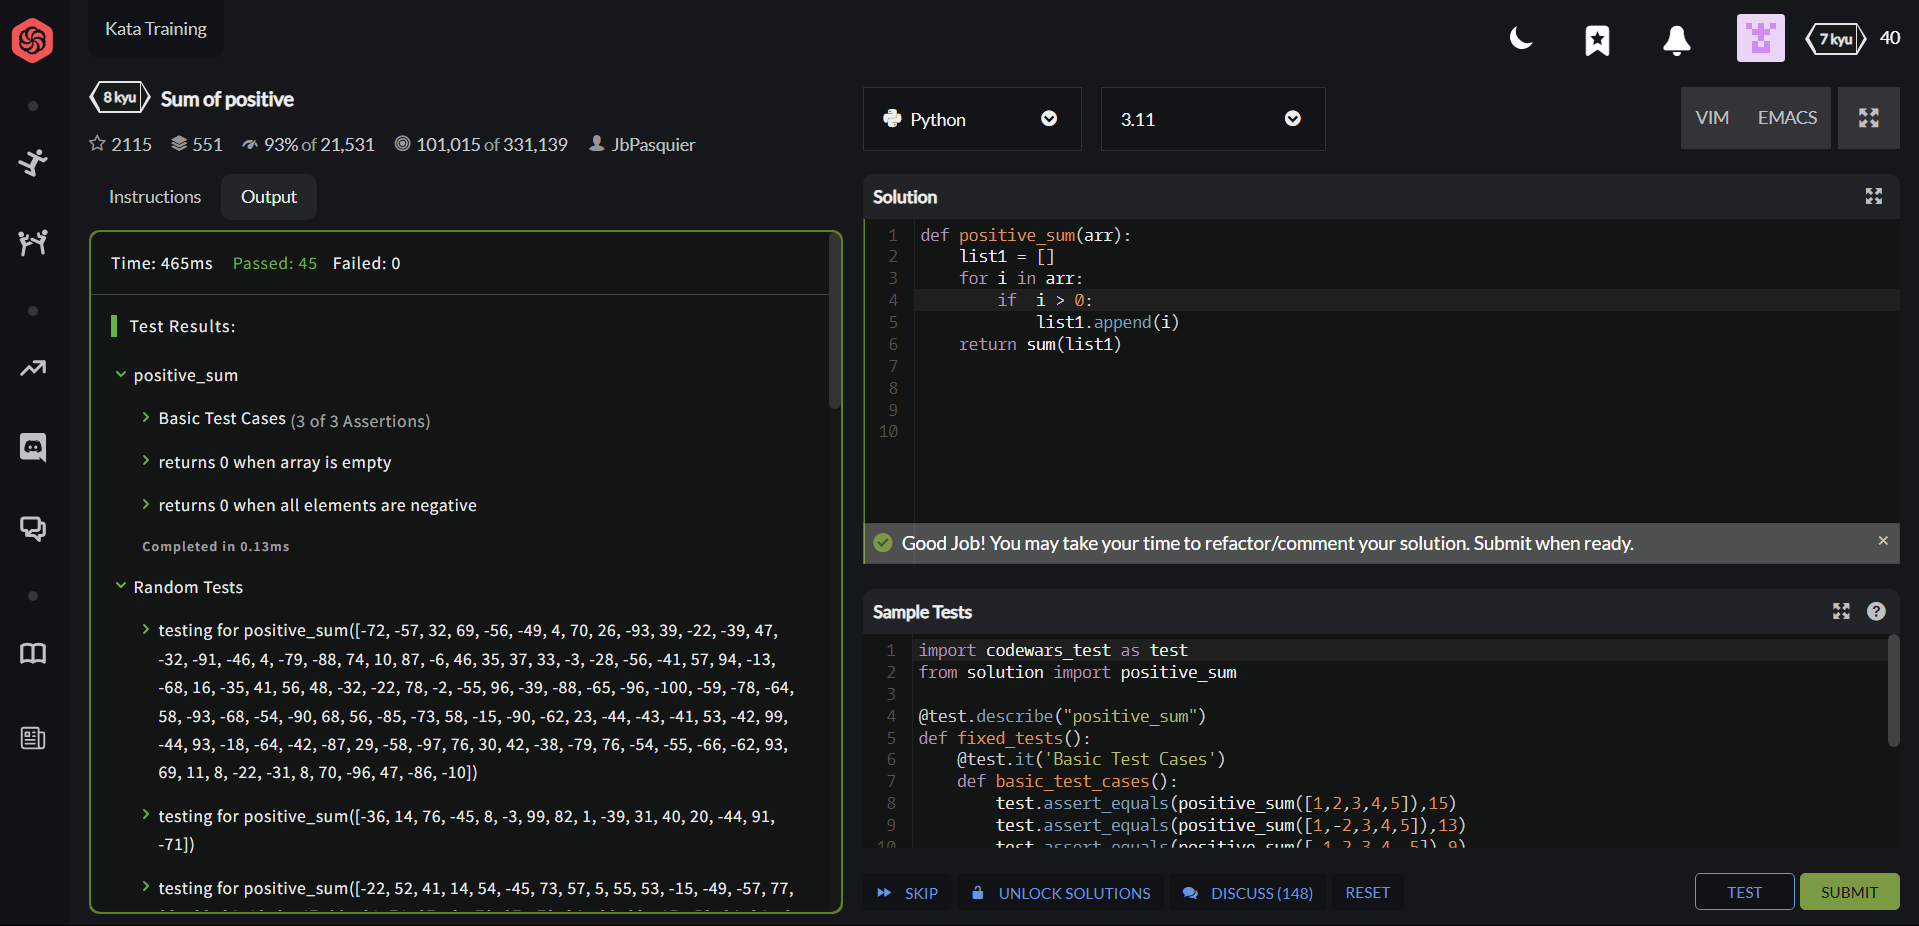 Kata Training
7 kyu 40
8 kyu Sum of positive
2115 551 93% of 21,531 101,015 of 331,139 JbPasquier
Python 3.11 VIM EMACS
Instructions Output
Time: 465ms Passed: 45 Failed: 0
Test Results:
positive_sum
Basic Test Cases (3 of 3 Assertions)
returns 0 when array is empty
returns 0 when all elements are negative
Completed in 0.13ms
Random Tests
testing for positive_sum([-72, -57, 32, 69, -56, -49, 4, 70, 26, -93, 39, -22, -39, 47,
-32, -91, -46, 4, -79, -88, 74, 10, 87, -6, 46, 35, 37, 33, -3, -28, -56, -41, 57, 94, -13,
-68, 16, -35, 41, 56, 48, -32, -22, 78, -2, -55, 96, -39, -88, -65, -96, -100, -59, -78, -64,
58, -93, -68, -54, -90, 68, 56, -85, -73, 58, -15, -90, -62, 23, -44, -43, -41, 53, -42, 99,
-44, 93, -18, -64, -42, -87, 29, -58, -97, 76, 30, 42, -38, -79, 76, -54, -55, -66, -62, 93,
69, 11, 8, -22, -31, 8, 70, -96, 47, -86, -10])
testing for positive_sum([-36, 14, 76, -45, 8, -3, 99, 82, 1, -39, 31, 40, 20, -44, 91,
-71])
testing for positive_sum([-22, 52, 41, 14, 54, -45, 73, 57, 5, 55, 53, -15, -49, -57, 77,
Solution
1 def positive_sum(arr):
2     list1 = []
3     for i in arr:
4         if  i > 0:
5             list1.append(i)
6     return sum(list1)
7
8
9
10
Good Job! You may take your time to refactor/comment your solution. Submit when ready.
Sample Tests
1 import codewars_test as test
2 from solution import positive_sum
3
4 @test.describe("positive_sum")
5 def fixed_tests():
6     @test.it('Basic Test Cases')
7     def basic_test_cases():
8         test.assert_equals(positive_sum([1,2,3,4,5]),15)
9         test.assert_equals(positive_sum([1,-2,3,4,5]),13)
10         test.assert_equals(positive_sum([-1,2,3,4,-5]),9)
SKIP UNLOCK SOLUTIONS DISCUSS (148) RESET TEST SUBMIT